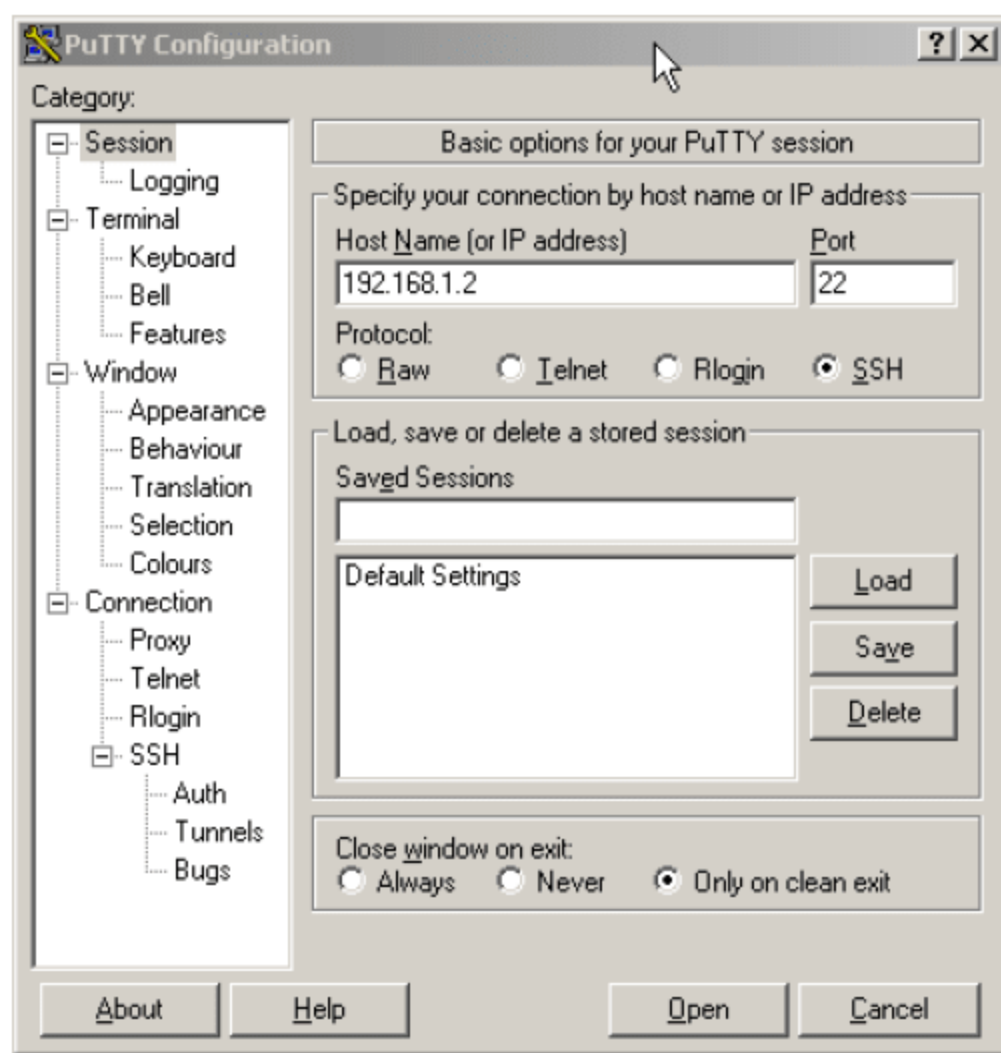 PuTTY Configuration
?
Category:
Session
Logging
Terminal
Keyboard
Bell
Features
Window
Appearance
Behaviour
Translation
Selection
Colours
Connection
Proxy
Telnet
Rlogin
SSH
Auth
Tunnels
Bugs
Basic options for your PuTTY session
Specify your connection by host name or IP address
Host Name (or IP address) Port
192.168.1.2 22
Protocol:
Raw Telnet Rlogin SSH
Load, save or delete a stored session
Saved Sessions
Default Settings
Load
Save
Delete
Close window on exit:
Always Never Only on clean exit
About Help Open Cancel